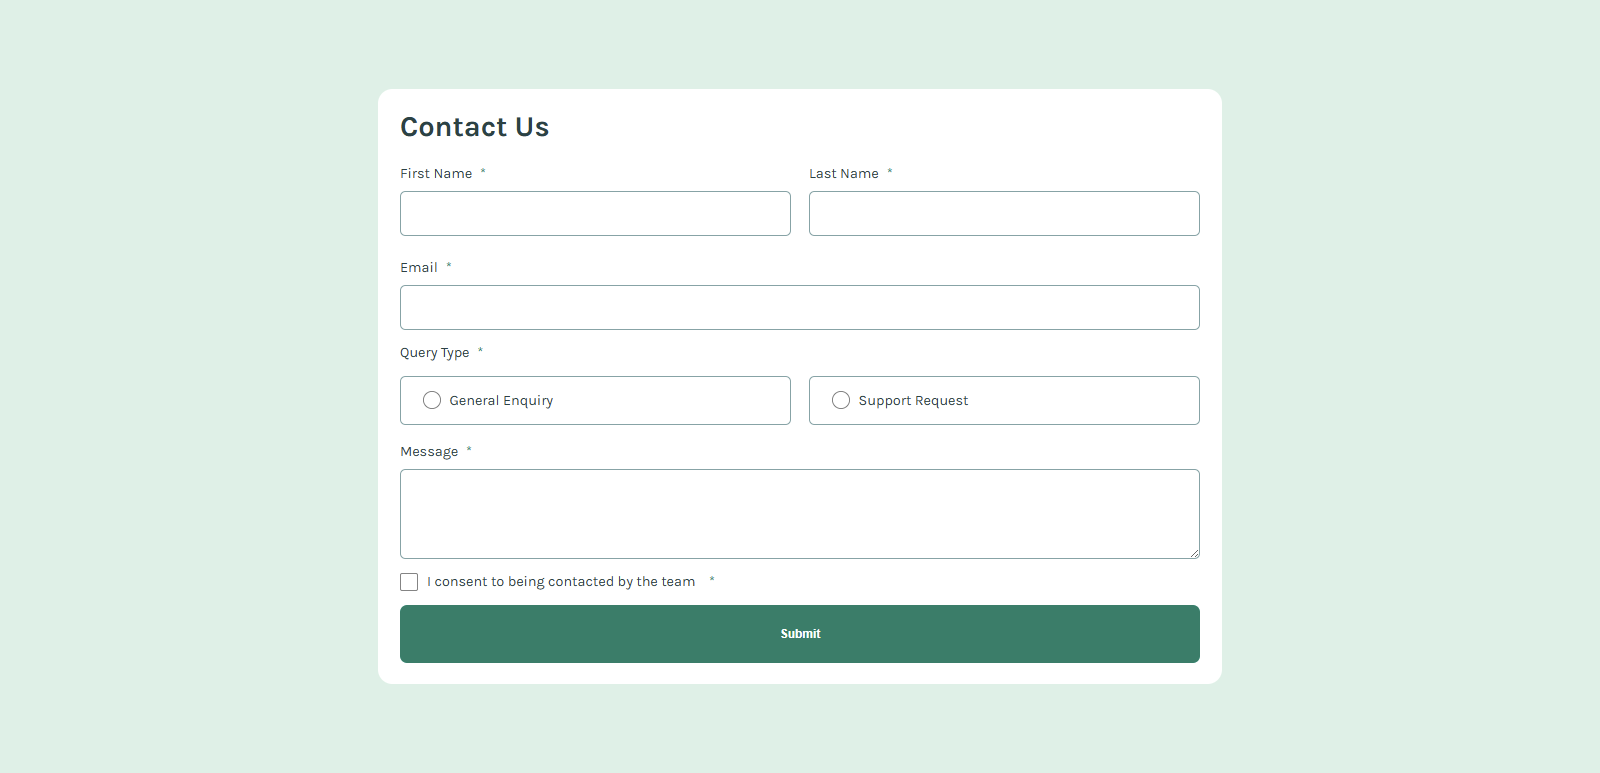 Contact Us
First Name *
Last Name *
Email *
Query Type *
General Enquiry
Support Request
Message *
I consent to being contacted by the team *
Submit